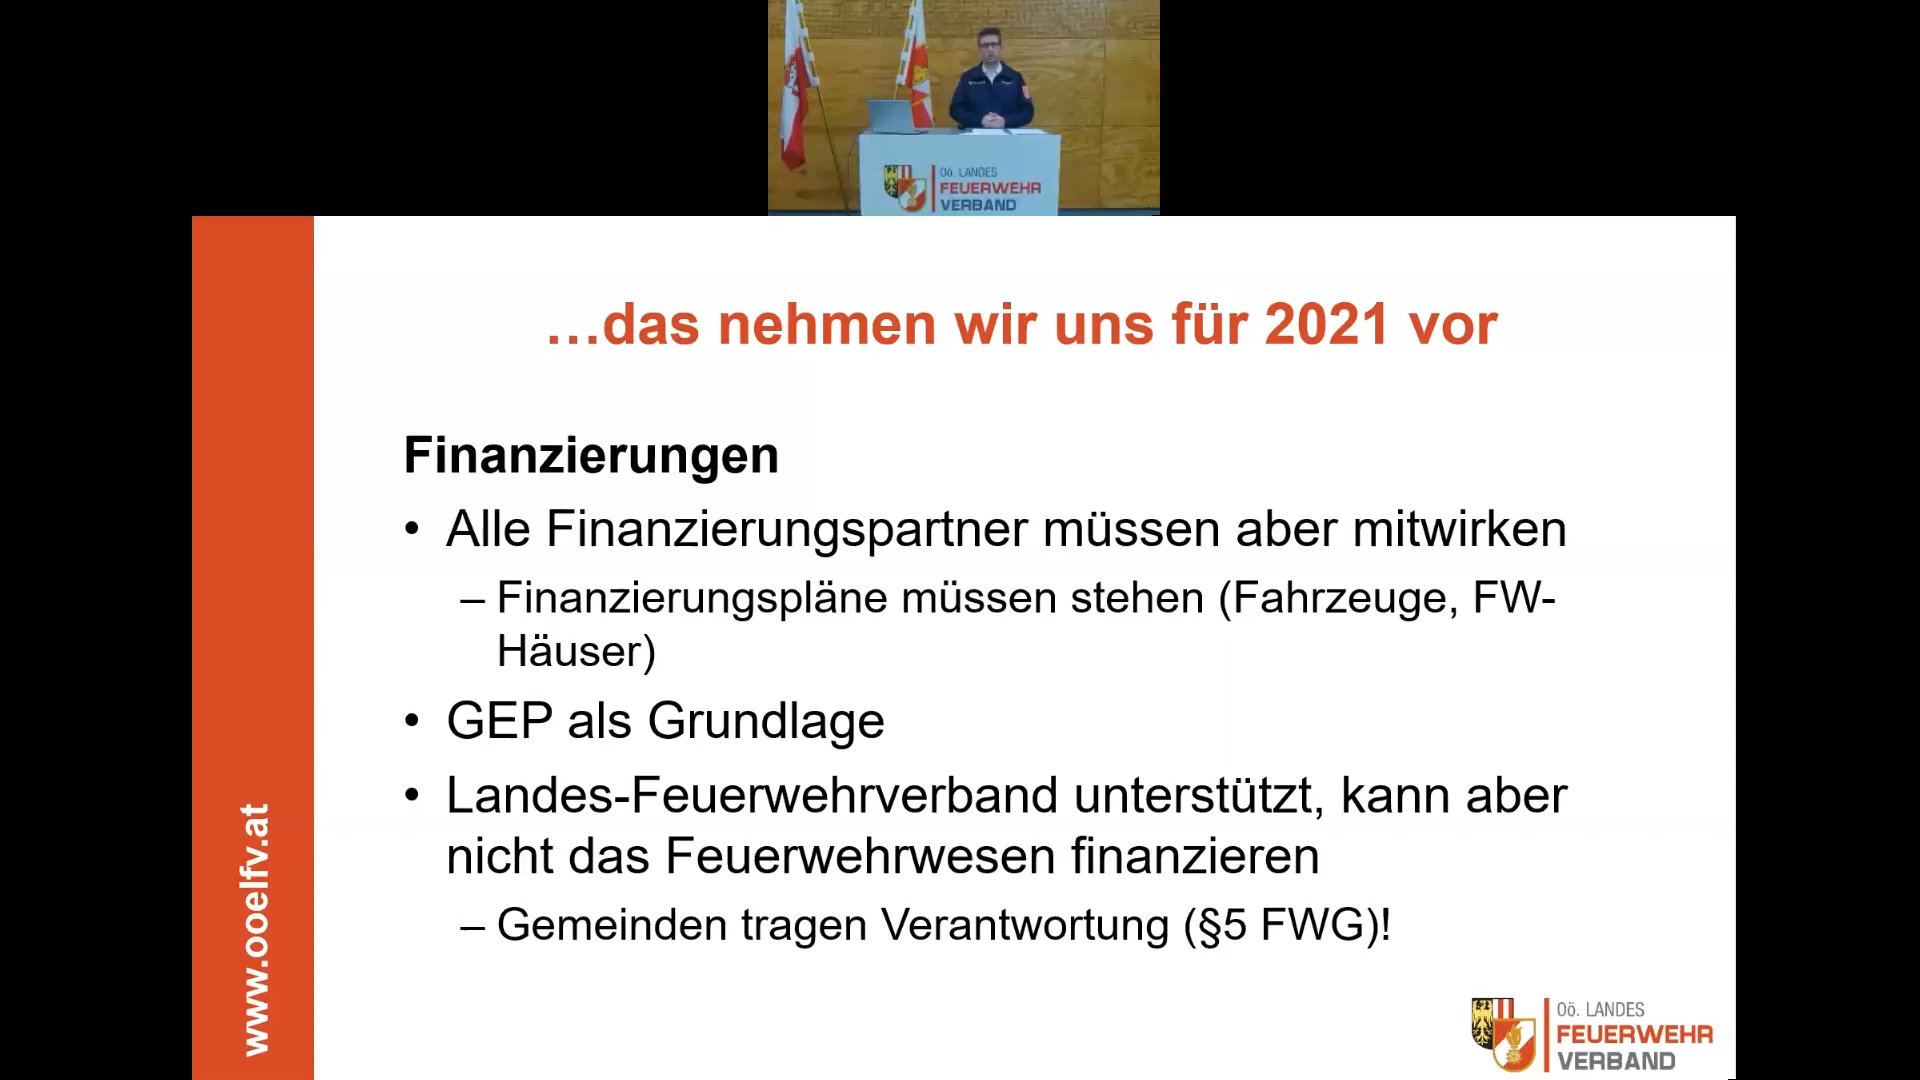 Oö. LANDES
FEUERWEHR
VERBAND
…das nehmen wir uns für 2021 vor
Finanzierungen
• Alle Finanzierungspartner müssen aber mitwirken
– Finanzierungspläne müssen stehen (Fahrzeuge, FW-
Häuser)
• GEP als Grundlage
• Landes-Feuerwehrverband unterstützt, kann aber
nicht das Feuerwehrwesen finanzieren
– Gemeinden tragen Verantwortung (§5 FWG)!
www.ooelfv.at
Oö. LANDES
FEUERWEHR
VERBAND